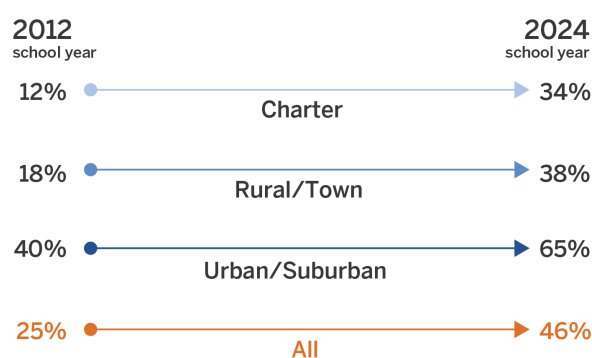 2012 2024
school year school year
12% 34%
Charter
18% 38%
Rural/Town
40% 65%
Urban/Suburban
25% 46%
All